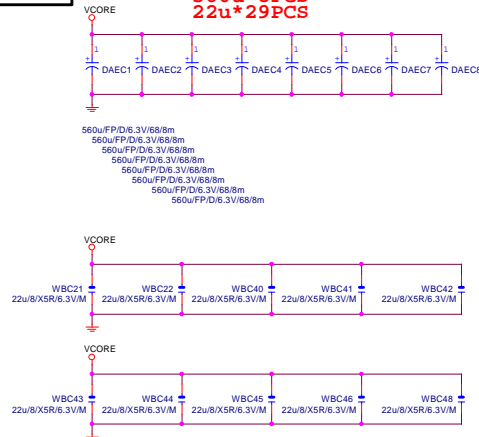 22u*29PCS
VCORE
1 1 1 1 1 1 1 1
+ + + + + + + +
DAEC1 DAEC2 DAEC3 DAEC4 DAEC5 DAEC6 DAEC7 DAEC8
560u/FP/D/6.3V/68/8m
560u/FP/D/6.3V/68/8m
560u/FP/D/6.3V/68/8m
560u/FP/D/6.3V/68/8m
560u/FP/D/6.3V/68/8m
560u/FP/D/6.3V/68/8m
560u/FP/D/6.3V/68/8m
560u/FP/D/6.3V/68/8m
VCORE
WBC21 WBC22 WBC40 WBC41 WBC42
22u/8/X5R/6.3V/M 22u/8/X5R/6.3V/M 22u/8/X5R/6.3V/M 22u/8/X5R/6.3V/M 22u/8/X5R/6.3V/M
VCORE
WBC43 WBC44 WBC45 WBC46 WBC48
22u/8/X5R/6.3V/M 22u/8/X5R/6.3V/M 22u/8/X5R/6.3V/M 22u/8/X5R/6.3V/M 22u/8/X5R/6.3V/M